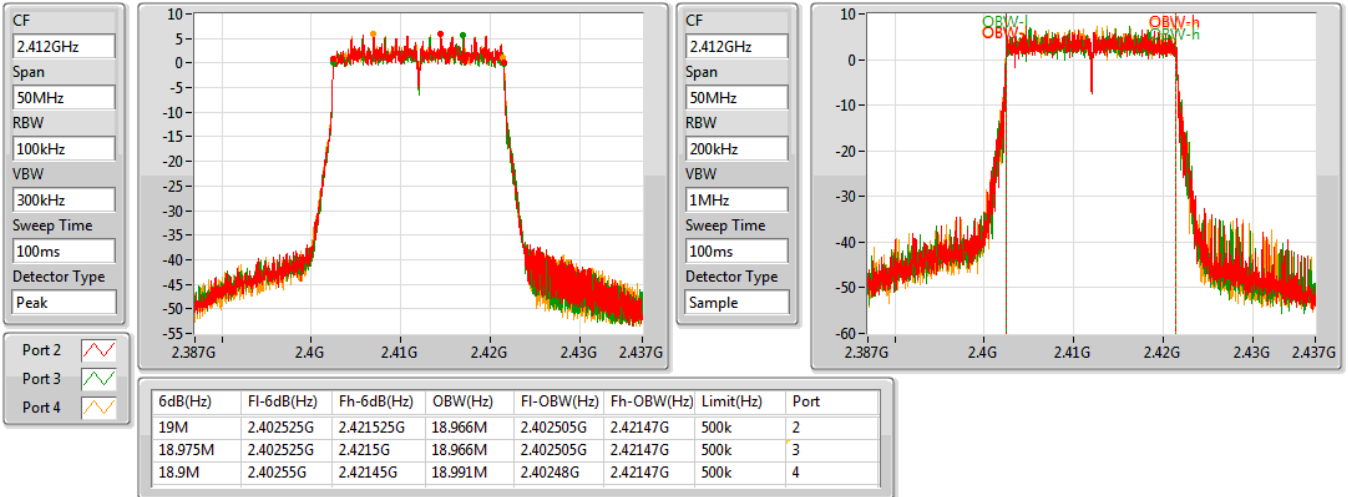 CF
2.412GHz
Span
50MHz
RBW
100kHz
VBW
300kHz
Sweep Time
100ms
Detector Type
Peak
10
5
0
-5
-10
-15
-20
-25
-30
-35
-40
-45
-50
-55
2.387G 2.4G 2.41G 2.42G 2.43G 2.437G
CF
2.412GHz
Span
50MHz
RBW
200kHz
VBW
1MHz
Sweep Time
100ms
Detector Type
Sample
10
OBW-l OBW-h
OBW-h
0
-10
-20
-30
-40
-50
-60
2.387G 2.4G 2.41G 2.42G 2.43G 2.437G
Port 2
Port 3
Port 4
6dB(Hz) Fl-6dB(Hz) Fh-6dB(Hz) OBW(Hz) Fl-OBW(Hz) Fh-OBW(Hz) Limit(Hz) Port
19M 2.402525G 2.421525G 18.966M 2.402505G 2.42147G 500k 2
18.975M 2.402525G 2.4215G 18.966M 2.402505G 2.42147G 500k 3
18.9M 2.40255G 2.42145G 18.991M 2.40248G 2.42147G 500k 4